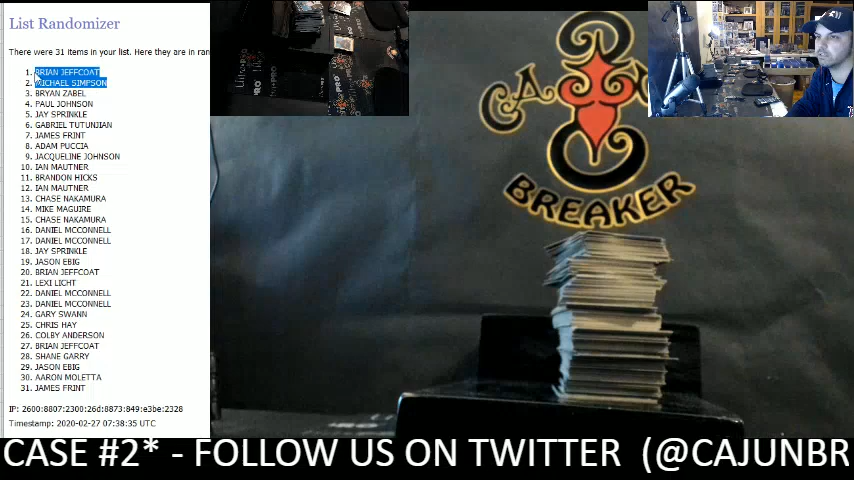 List Randomizer
There were 31 items in your list. Here they are in ran
1. BRIAN JEFFCOAT
2. MICHAEL SIMPSON
3. BRYAN ZABEL
4. PAUL JOHNSON
5. JAY SPRINKLE
6. GABRIEL TUTUNJIAN
7. JAMES FRINT
8. ADAM PUCCIA
9. JACQUELINE JOHNSON
10. IAN MAUTNER
11. BRANDON HICKS
12. IAN MAUTNER
13. CHASE NAKAMURA
14. MIKE MAGUIRE
15. CHASE NAKAMURA
16. DANIEL MCCONNELL
17. DANIEL MCCONNELL
18. JAY SPRINKLE
19. JASON EBIG
20. BRIAN JEFFCOAT
21. LEXI LICHT
22. DANIEL MCCONNELL
23. DANIEL MCCONNELL
24. GARY SWANN
25. CHRIS HAY
26. COLBY ANDERSON
27. BRIAN JEFFCOAT
28. SHANE GARRY
29. JASON EBIG
30. AARON MOLETTA
31. JAMES FRINT
IP: 2600:8807:2300:26d:8873:849:e3be:2328
Timestamp: 2020-02-27 07:38:35 UTC
BREAKER
CASE #2* - FOLLOW US ON TWITTER (@CAJUNBR